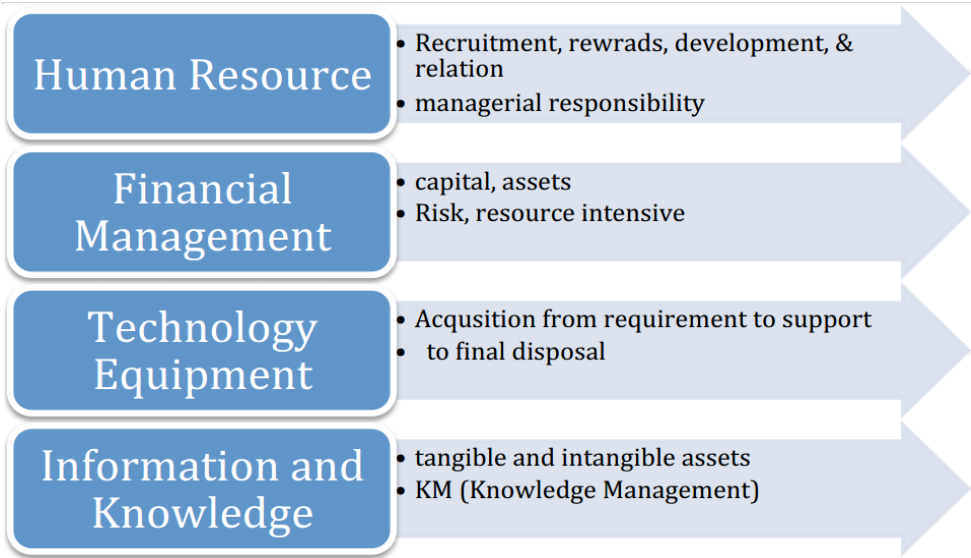 Human Resource
• Recruitment, rewrads, development, &
relation
• managerial responsibility
Financial
Management
• capital, assets
• Risk, resource intensive
Technology
Equipment
• Acqusition from requirement to support
• to final disposal
Information and
Knowledge
• tangible and intangible assets
• KM (Knowledge Management)